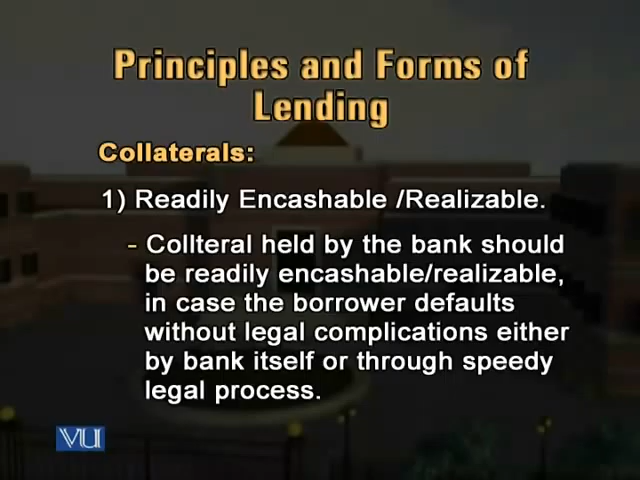 Principles and Forms of
Lending
Collaterals:
1) Readily Encashable /Realizable.
- Collteral held by the bank should
be readily encashable/realizable,
in case the borrower defaults
without legal complications either
by bank itself or through speedy
legal process.
VU